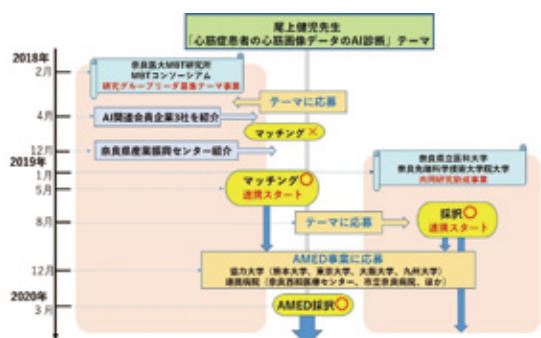 尾上健児先生
「心筋症患者の心筋画像データのAI診断」テーマ
2018年
2月
奈良医大MBT研究所
MBTコンソーシアム
研究グループリーダ募集テーマ事業
テーマに応募
4月
AI関連会員企業3社を紹介
マッチング×
12月
奈良県産業振興センター紹介
2019年
1月
5月
マッチング〇
連携スタート
奈良県立医科大学
奈良先端科学技術大学院大学
共同研究助成事業
8月
テーマに応募
採択〇
連携スタート
AMED事業に応募
12月
協力大学(熊本大学、東京大学、大阪大学、九州大学)
連携病院(奈良西和医療センター、市立奈良病院、ほか)
2020年
3月
AMED採択〇